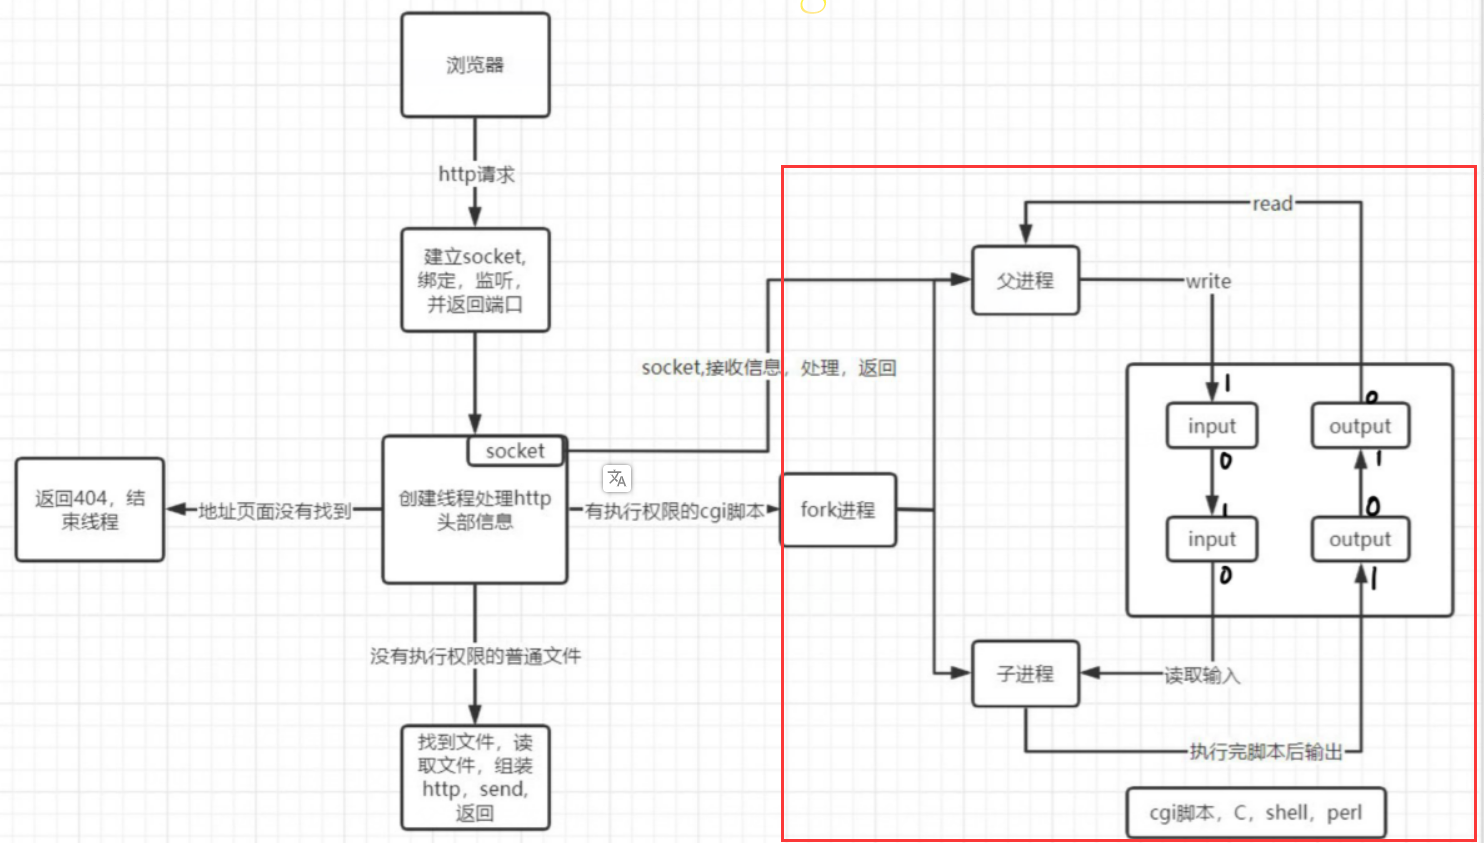 浏览器
http请求
read
建立socket,
绑定，监听，
并返回端口
父进程
write
socket,接收信息，处理，返回
1
0
input
output
0
1
socket
创建线程处理http
头部信息
返回404，结
束线程
地址页面没有找到
有执行权限的cgi脚本
fork进程
1
0
input
output
0
1
没有执行权限的普通文件
子进程
读取输入
找到文件，读
取文件，组装
http，send,
返回
执行完脚本后输出
cgi脚本，C，shell，perl